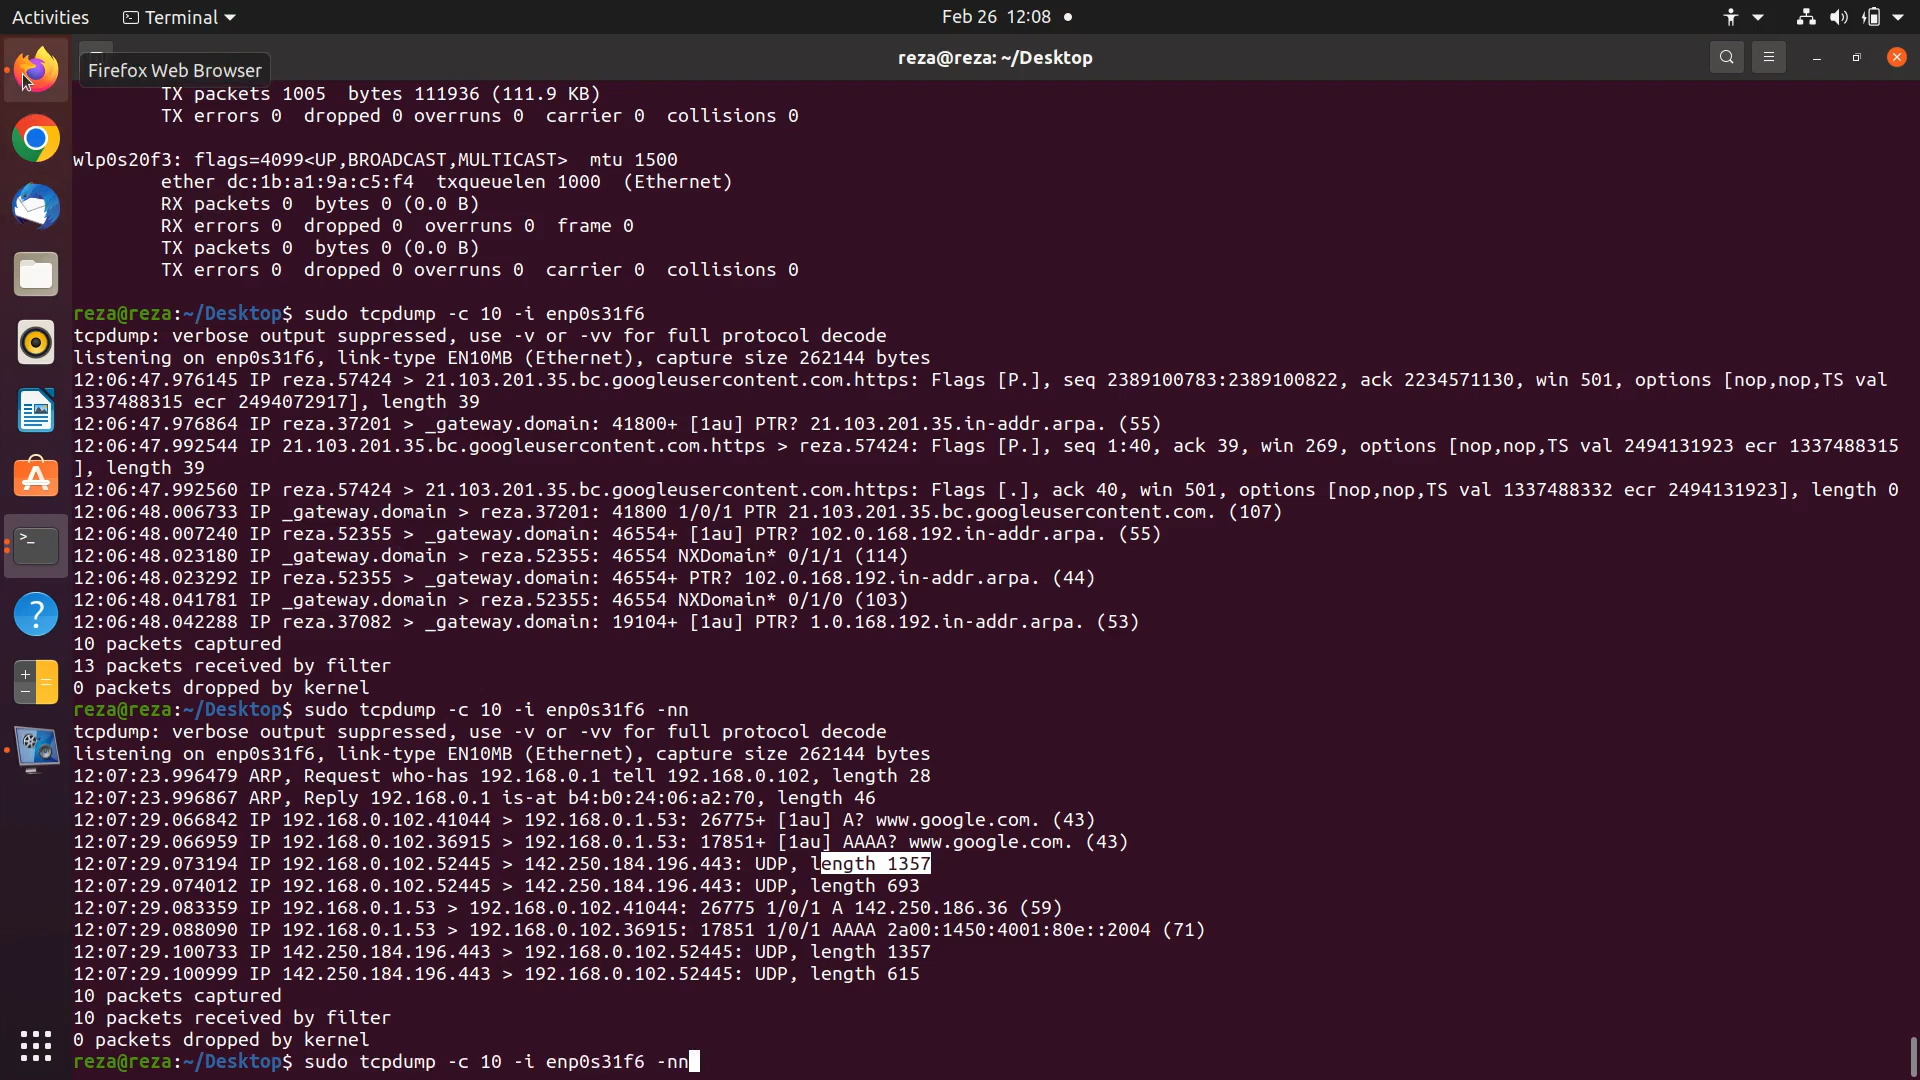 Activities
Terminal
Feb 26 12:08
reza@reza: ~/Desktop
Firefox Web Browser
TX packets 1005  bytes 111936 (111.9 KB)
TX errors 0  dropped 0 overruns 0  carrier 0  collisions 0
wlp0s20f3: flags=4099<UP,BROADCAST,MULTICAST>  mtu 1500
ether dc:1b:a1:9a:c5:f4  txqueuelen 1000  (Ethernet)
RX packets 0  bytes 0 (0.0 B)
RX errors 0  dropped 0  overruns 0  frame 0
TX packets 0  bytes 0 (0.0 B)
TX errors 0  dropped 0 overruns 0  carrier 0  collisions 0
reza@reza:~/Desktop$ sudo tcpdump -c 10 -i enp0s31f6
tcpdump: verbose output suppressed, use -v or -vv for full protocol decode
listening on enp0s31f6, link-type EN10MB (Ethernet), capture size 262144 bytes
12:06:47.976145 IP reza.57424 > 21.103.201.35.bc.googleusercontent.com.https: Flags [P.], seq 2389100783:2389100822, ack 2234571130, win 501, options [nop,nop,TS val
1337488315 ecr 2494072917], length 39
12:06:47.976864 IP reza.37201 > _gateway.domain: 41800+ [1au] PTR? 21.103.201.35.in-addr.arpa. (55)
12:06:47.992544 IP 21.103.201.35.bc.googleusercontent.com.https > reza.57424: Flags [P.], seq 1:40, ack 39, win 269, options [nop,nop,TS val 2494131923 ecr 1337488315
], length 39
12:06:47.992560 IP reza.57424 > 21.103.201.35.bc.googleusercontent.com.https: Flags [.], ack 40, win 501, options [nop,nop,TS val 1337488332 ecr 2494131923], length 0
12:06:48.006733 IP _gateway.domain > reza.37201: 41800 1/0/1 PTR 21.103.201.35.bc.googleusercontent.com. (107)
12:06:48.007240 IP reza.52355 > _gateway.domain: 46554+ [1au] PTR? 102.0.168.192.in-addr.arpa. (55)
12:06:48.023180 IP _gateway.domain > reza.52355: 46554 NXDomain* 0/1/1 (114)
12:06:48.023292 IP reza.52355 > _gateway.domain: 46554+ PTR? 102.0.168.192.in-addr.arpa. (44)
12:06:48.041781 IP _gateway.domain > reza.52355: 46554 NXDomain* 0/1/0 (103)
12:06:48.042288 IP reza.37082 > _gateway.domain: 19104+ [1au] PTR? 1.0.168.192.in-addr.arpa. (53)
10 packets captured
13 packets received by filter
0 packets dropped by kernel
reza@reza:~/Desktop$ sudo tcpdump -c 10 -i enp0s31f6 -nn
tcpdump: verbose output suppressed, use -v or -vv for full protocol decode
listening on enp0s31f6, link-type EN10MB (Ethernet), capture size 262144 bytes
12:07:23.996479 ARP, Request who-has 192.168.0.1 tell 192.168.0.102, length 28
12:07:23.996867 ARP, Reply 192.168.0.1 is-at b4:b0:24:06:a2:70, length 46
12:07:29.066842 IP 192.168.0.102.41044 > 192.168.0.1.53: 26775+ [1au] A? www.google.com. (43)
12:07:29.066959 IP 192.168.0.102.36915 > 192.168.0.1.53: 17851+ [1au] AAAA? www.google.com. (43)
12:07:29.073194 IP 192.168.0.102.52445 > 142.250.184.196.443: UDP, length 1357
12:07:29.074012 IP 192.168.0.102.52445 > 142.250.184.196.443: UDP, length 693
12:07:29.083359 IP 192.168.0.1.53 > 192.168.0.102.41044: 26775 1/0/1 A 142.250.186.36 (59)
12:07:29.088090 IP 192.168.0.1.53 > 192.168.0.102.36915: 17851 1/0/1 AAAA 2a00:1450:4001:80e::2004 (71)
12:07:29.100733 IP 142.250.184.196.443 > 192.168.0.102.52445: UDP, length 1357
12:07:29.100999 IP 142.250.184.196.443 > 192.168.0.102.52445: UDP, length 615
10 packets captured
10 packets received by filter
0 packets dropped by kernel
reza@reza:~/Desktop$ sudo tcpdump -c 10 -i enp0s31f6 -nn